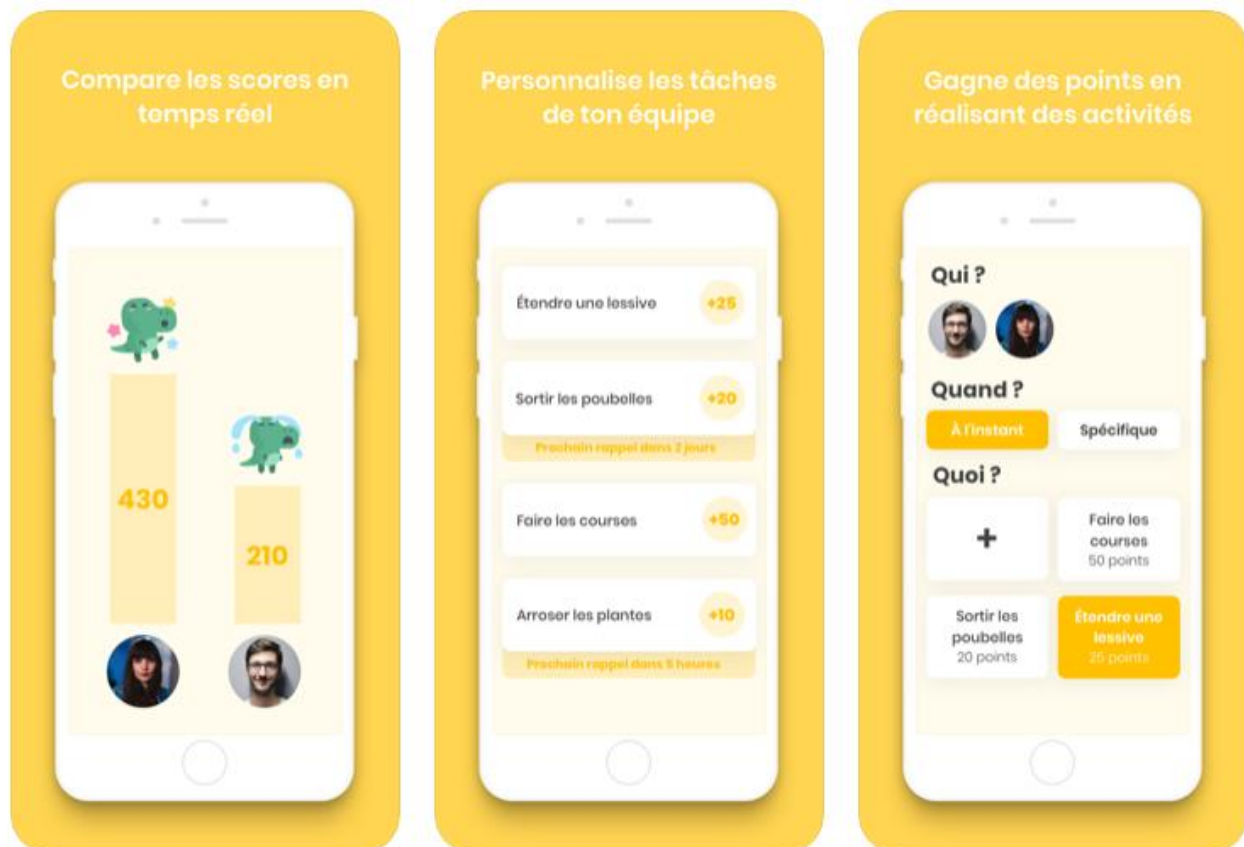 Compare les scores en
temps réel
430
210
Personnalise les tâches
de ton équipe
Étendre une lessive +25
Sortir les poubelles +20
Prochain rappel dans 2 jours
Faire les courses +50
Arroser les plantes +10
Prochain rappel dans 5 heures
Gagne des points en
réalisant des activités
Qui ?
Quand ?
À l'instant Spécifique
Quoi ?
+
Faire les
courses
50 points
Sortir les
poubelles
20 points
Étendre une
lessive
25 points